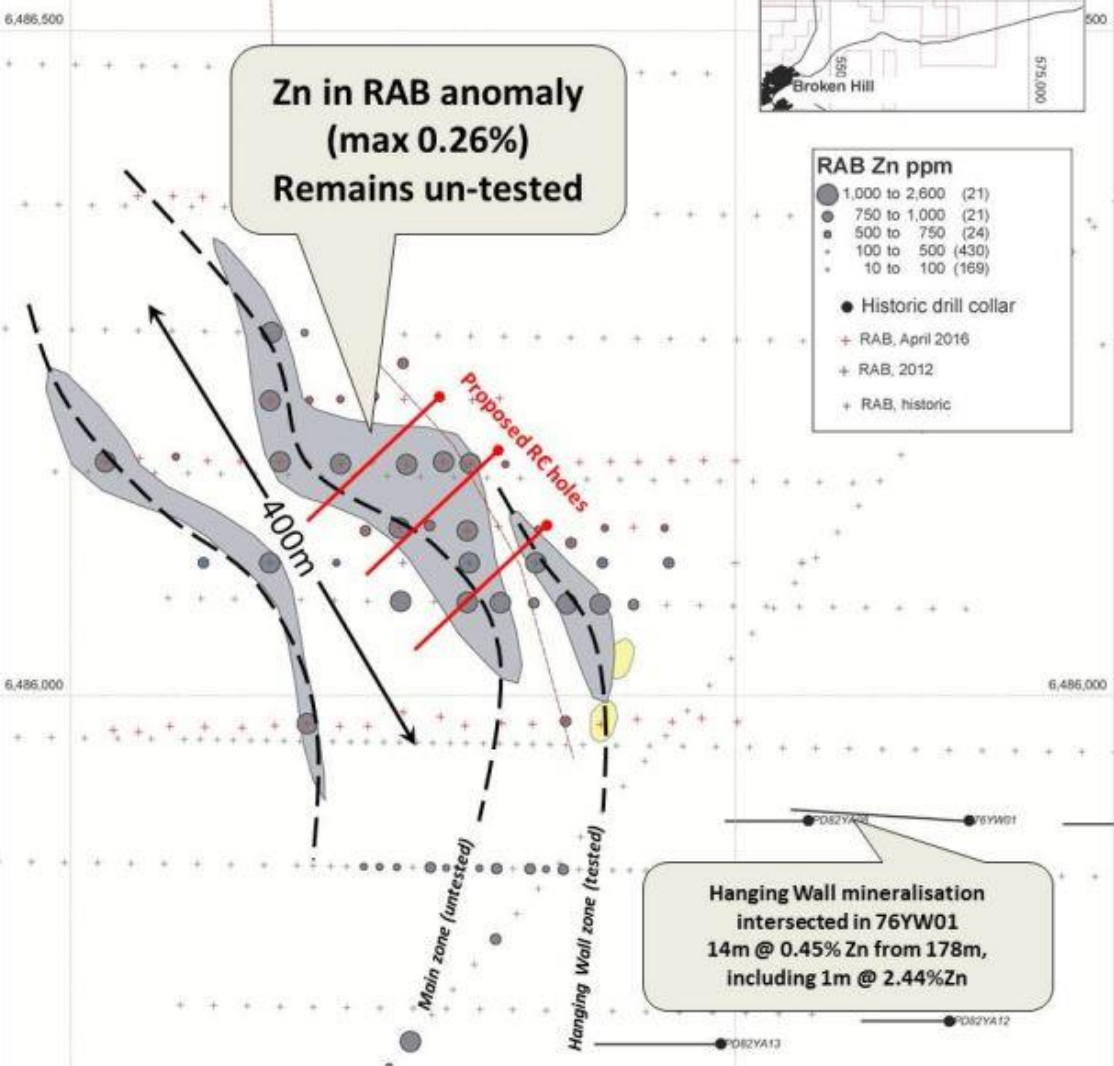 6,486,500
500
550
575,000
Broken Hill
Zn in RAB anomaly
(max 0.26%)
Remains un-tested
RAB Zn ppm
1,000 to 2,600 (21)
750 to 1,000 (21)
500 to 750 (24)
100 to 500 (430)
10 to 100 (169)
Historic drill collar
RAB, April 2016
RAB, 2012
RAB, historic
Proposed RC holes
400m
6,486,000
6,486,000
76YW01
Main zone (untested)
Hanging Wall zone (tested)
Hanging Wall mineralisation
intersected in 76YW01
14m @ 0.45% Zn from 178m,
including 1m @ 2.44%Zn
PD82YA12
PD82YA13